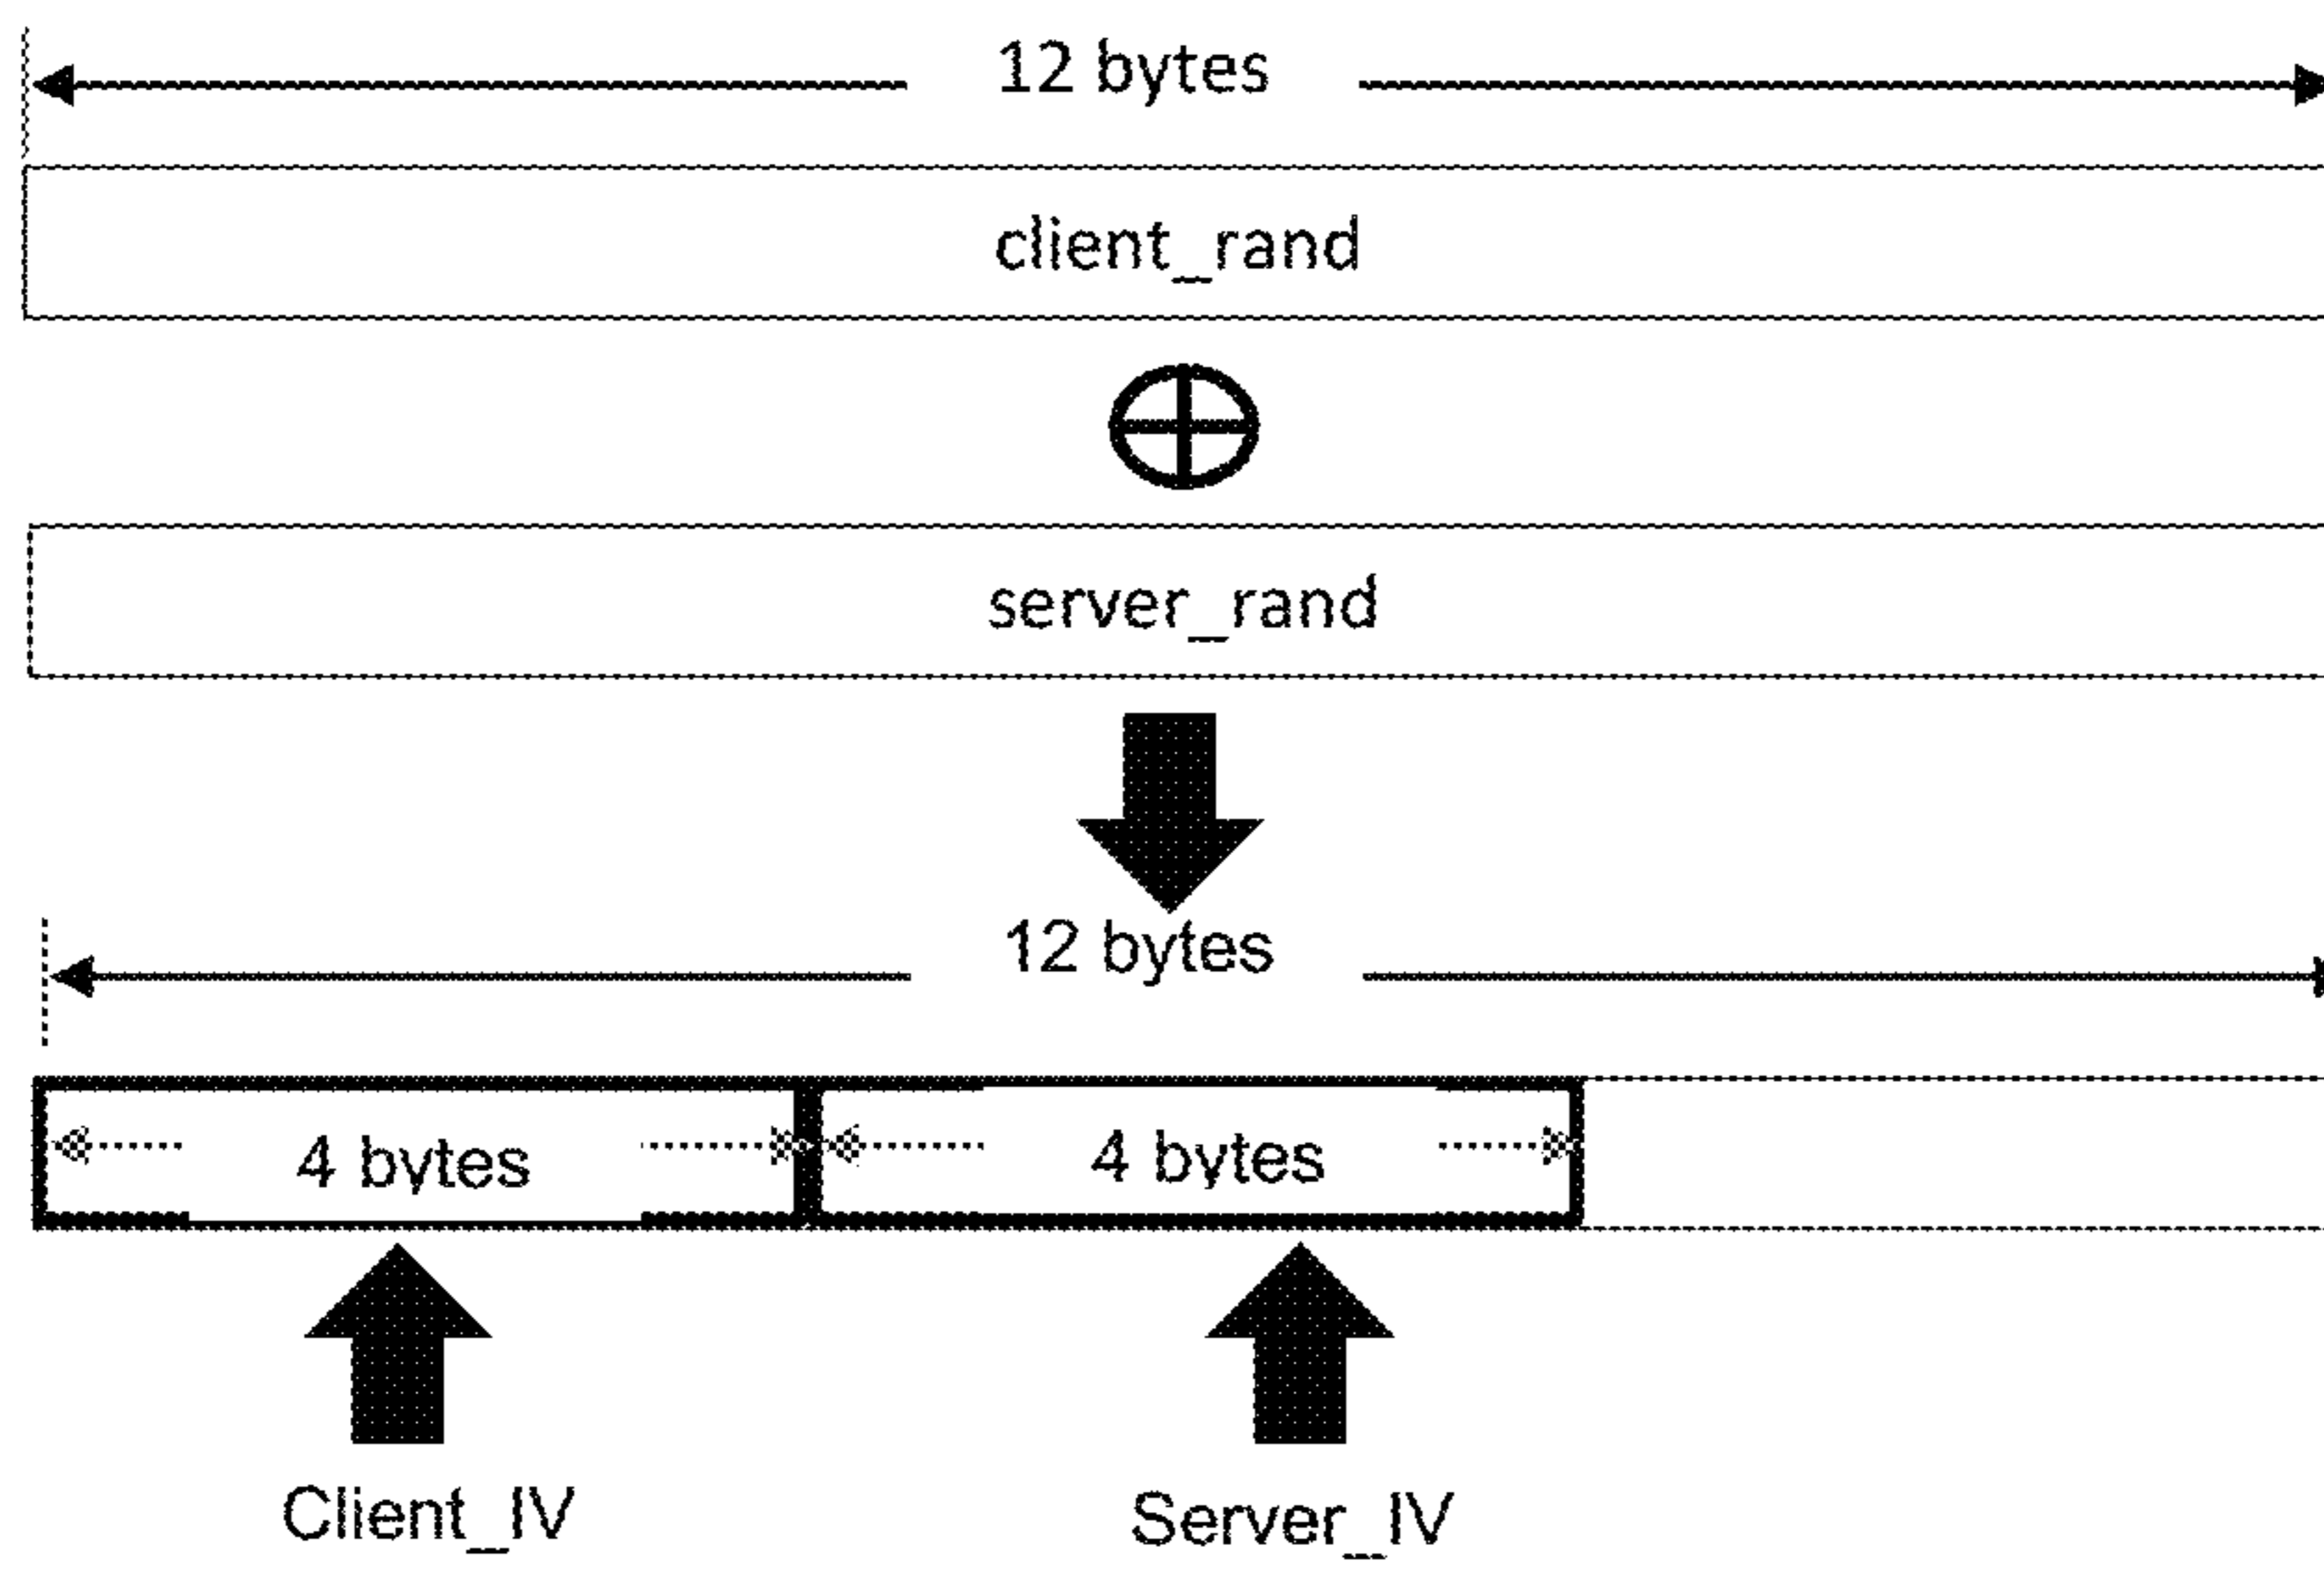 12 bytes
client_rand
server_rand
12 bytes
4 bytes 4 bytes
Client_IV Server_IV